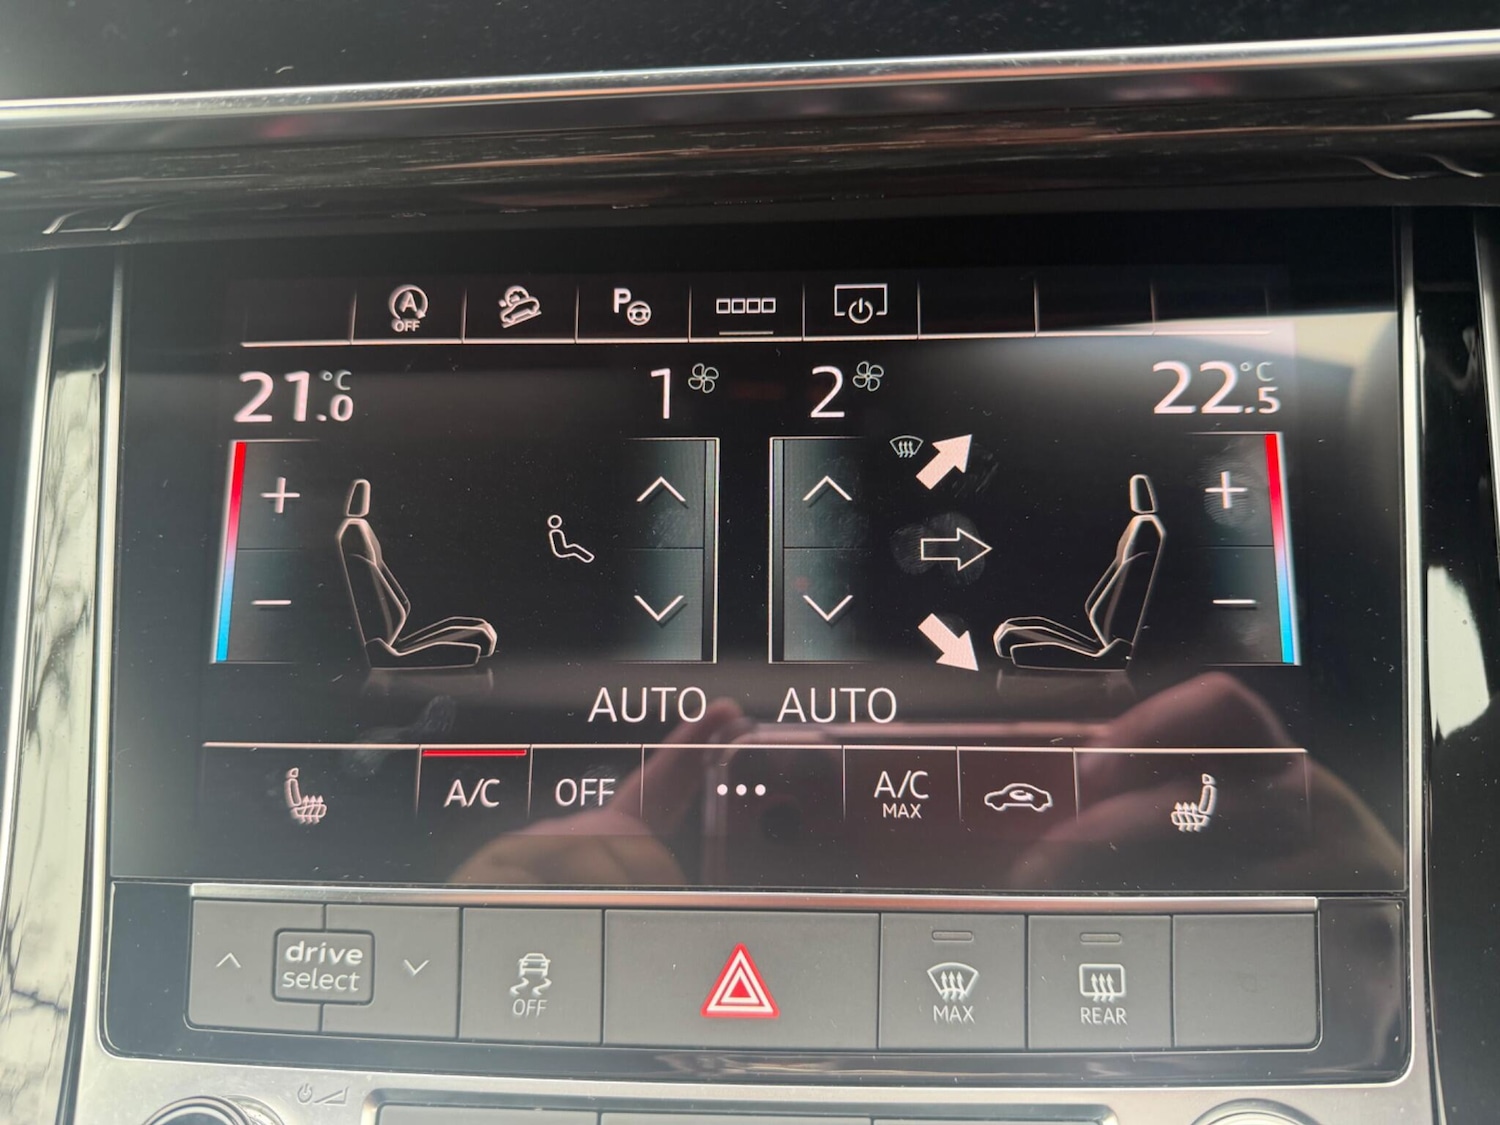 A
OFF
P
21.0 °C 1 2 22.5 °C
+ +
− −
AUTO AUTO
A/C OFF ••• A/C
MAX
drive
select
OFF
MAX
REAR